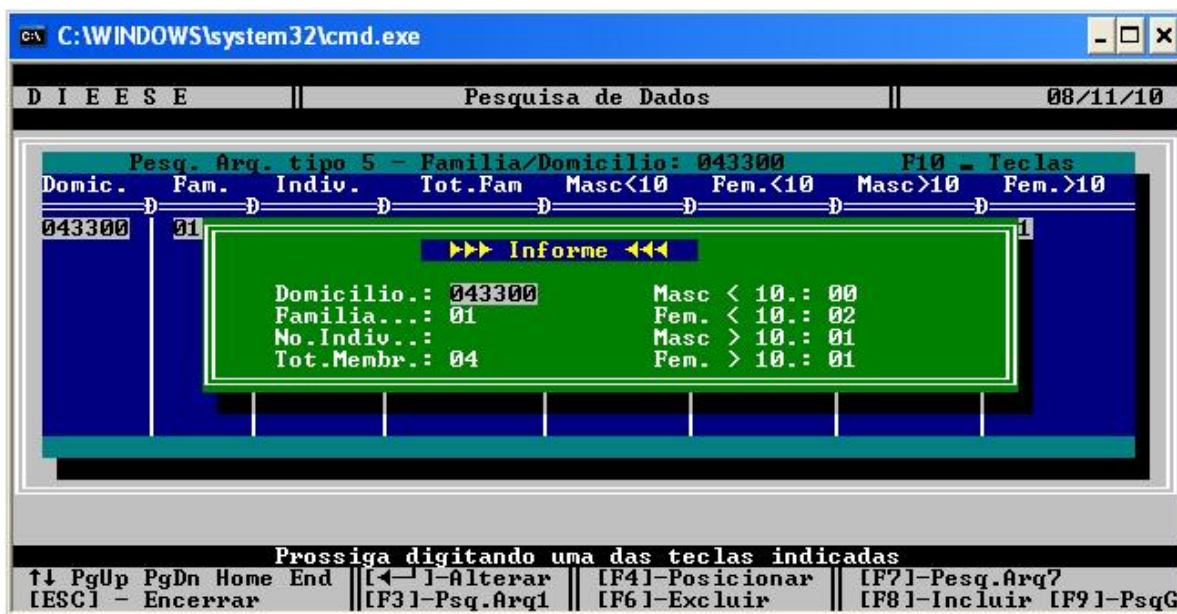 C:\WINDOWS\system32\cmd.exe
D I E E S E Pesquisa de Dados 08/11/10
Pesq. Arq. tipo 5 - Familia/Domicilio: 043300 F10 _ Teclas
Domic. Fam. Indiv. Tot.Fam Masc<10 Fem.<10 Masc>10 Fem.>10
043300 01 1
►►► Informe ◄◄◄
Domicilio.: 043300 Masc < 10.: 00
Familia...: 01 Fem. < 10.: 02
No.Indiv..: Masc > 10.: 01
Tot.Membr.: 04 Fem. > 10.: 01
Prossiga digitando uma das teclas indicadas
↑↓ PgUp PgDn Home End [◄─┘]-Alterar [F4]-Posicionar [F7]-Pesq.Arq7
[ESC] - Encerrar [F3]-Psq.Arq1 [F6]-Excluir [F8]-Incluir [F9]-PsqG